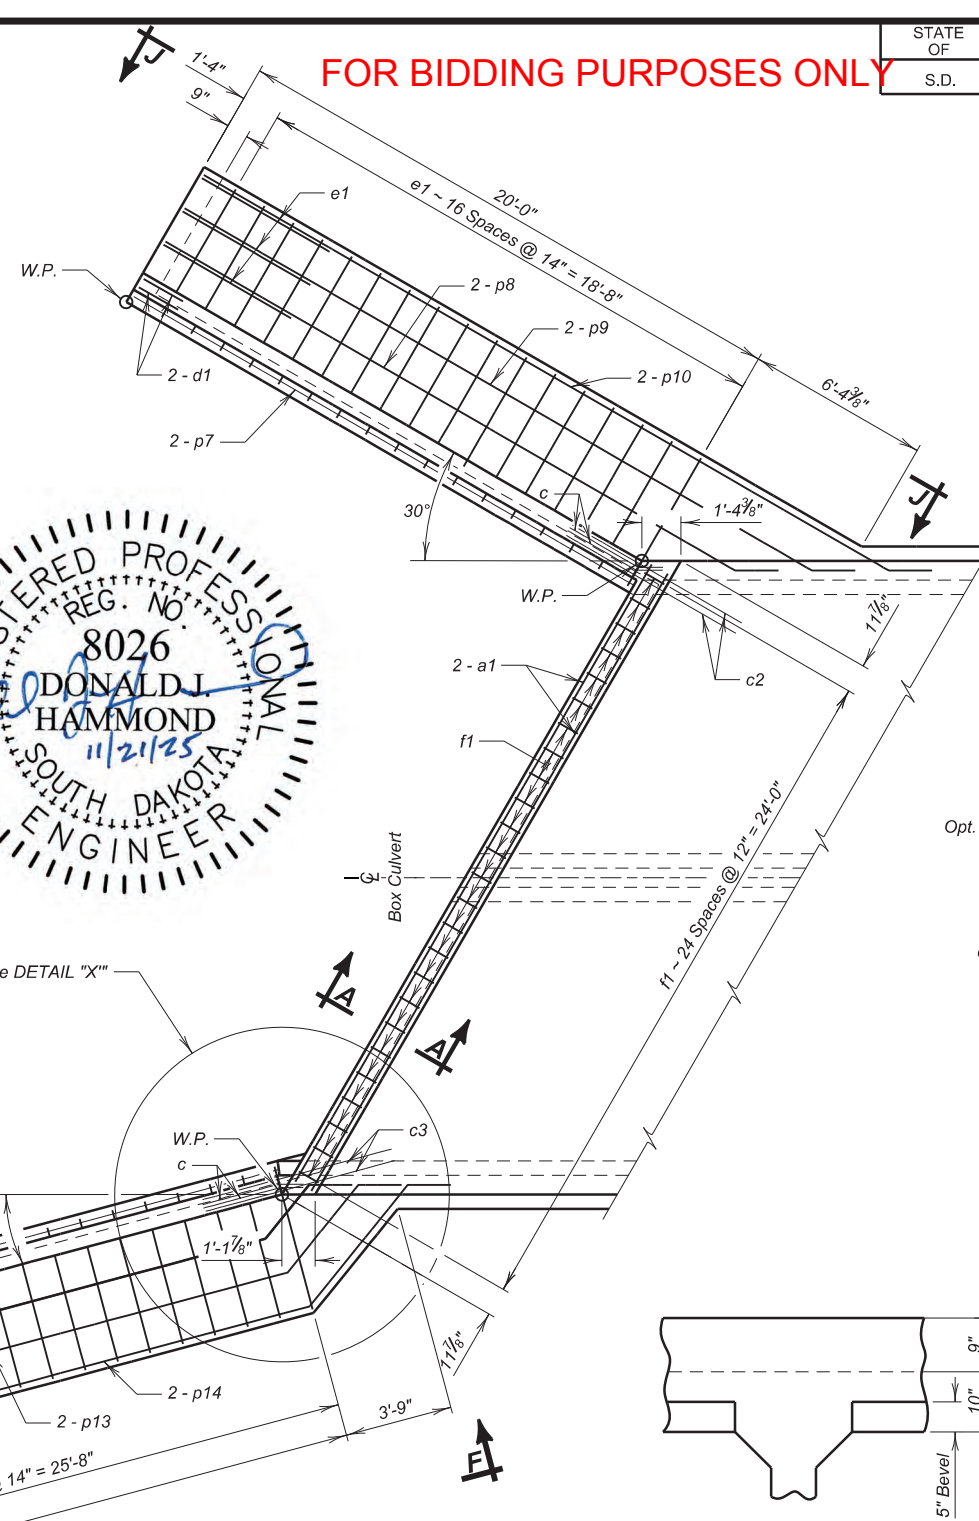 FOR BIDDING PURPOSES ONLY
STATE
OF
S.D.
J
1'-4"
9"
20'-0"
e1 ~ 16 Spaces @ 14" = 18'-8"
e1
W.P.
2 - p8
2 - p9
2 - d1
2 - p10
6'-4⅜"
2 - p7
J
c
1'-4⅜"
30°
W.P.
11⅞"
2 - a1
c2
f1
f1 ~ 24 Spaces @ 12" = 24'-0"
Opt.
℄
Box Culvert
REG. NO.
8026
DONALD J.
HAMMOND
11/21/25
SOUTH DAKOTA
STERED PROFESSIONAL
ENGINEER
e DETAIL "X"
A
A
W.P.
c3
c
1'-1⅞"
11⅞"
2 - p14
2 - p13
3'-9"
14" = 25'-8"
F
9"
10"
5" Bevel